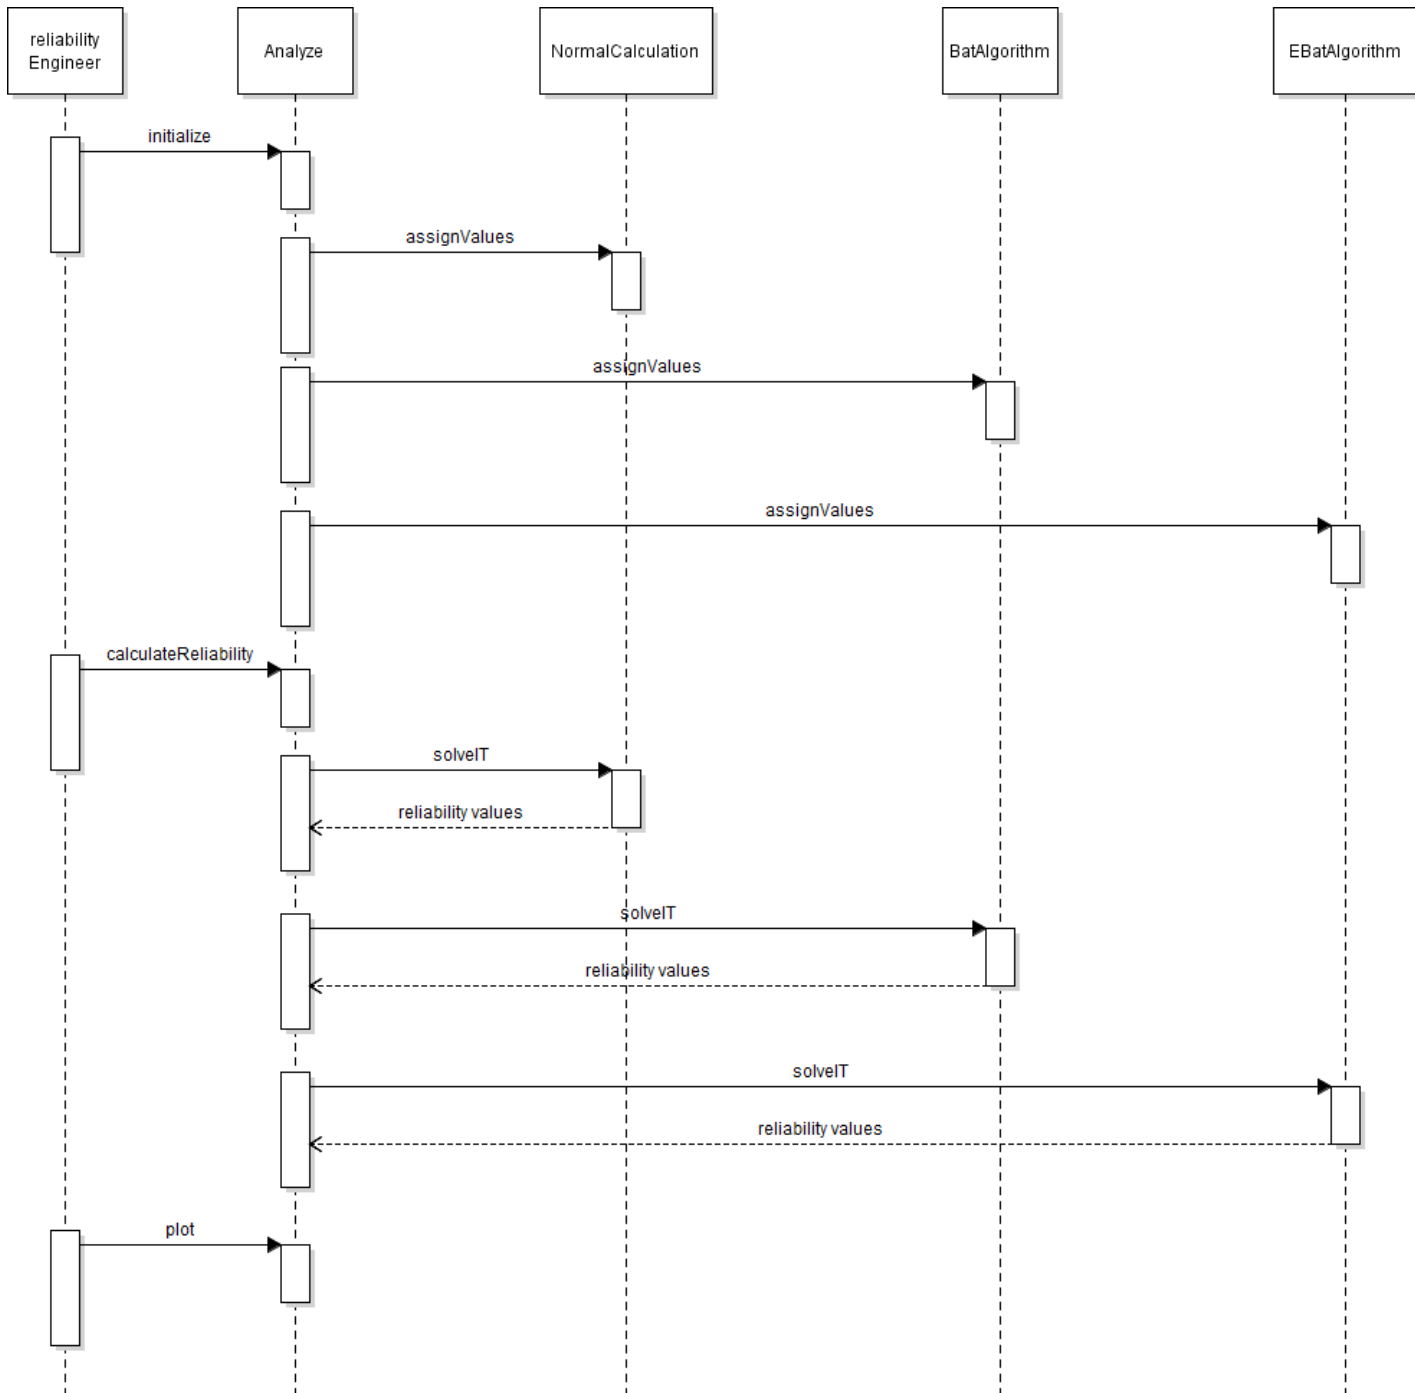 reliability
Engineer
Analyze
NormalCalculation
BatAlgorithm
EBatAlgorithm
initialize
assignValues
assignValues
assignValues
calculateReliability
solveIT
reliability values
solveIT
reliability values
solveIT
reliability values
plot